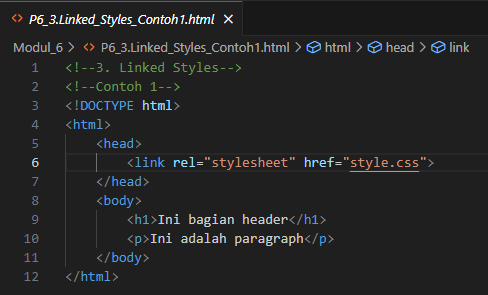 P6_3.Linked_Styles_Contoh1.html
Modul_6 > P6_3.Linked_Styles_Contoh1.html > html > head > link
1 <!--3. Linked Styles-->
2 <!--Contoh 1-->
3 <!DOCTYPE html>
4 <html>
5 <head>
6 <link rel="stylesheet" href="style.css">
7 </head>
8 <body>
9 <h1>Ini bagian header</h1>
10 <p>Ini adalah paragraph</p>
11 </body>
12 </html>